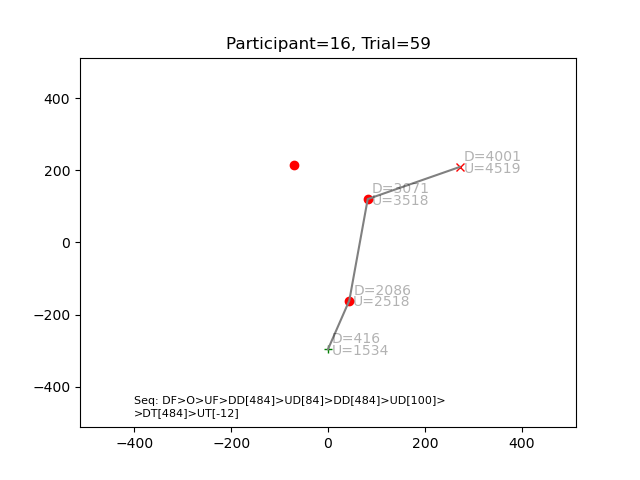 Participant=16, Trial=59
400
200
0
−200
−400
D=4001
U=4519
D=3071
U=3518
D=2086
U=2518
D=416
U=1534
Seq: DF>O>UF>DD[484]>UD[84]>DD[484]>UD[100]>
>DT[484]>UT[-12]
−400 −200 0 200 400